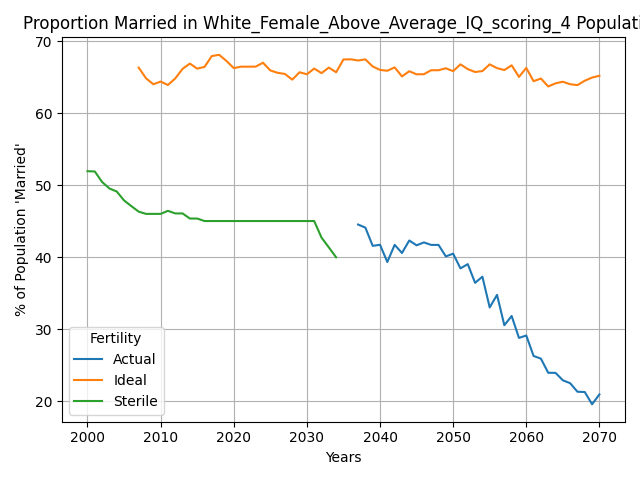 Proportion Married in White_Female_Above_Average_IQ_scoring_4 Populati
% of Population 'Married'
70
60
50
40
30
20
Fertility
Actual
Ideal
Sterile
2000 2010 2020 2030 2040 2050 2060 2070
Years